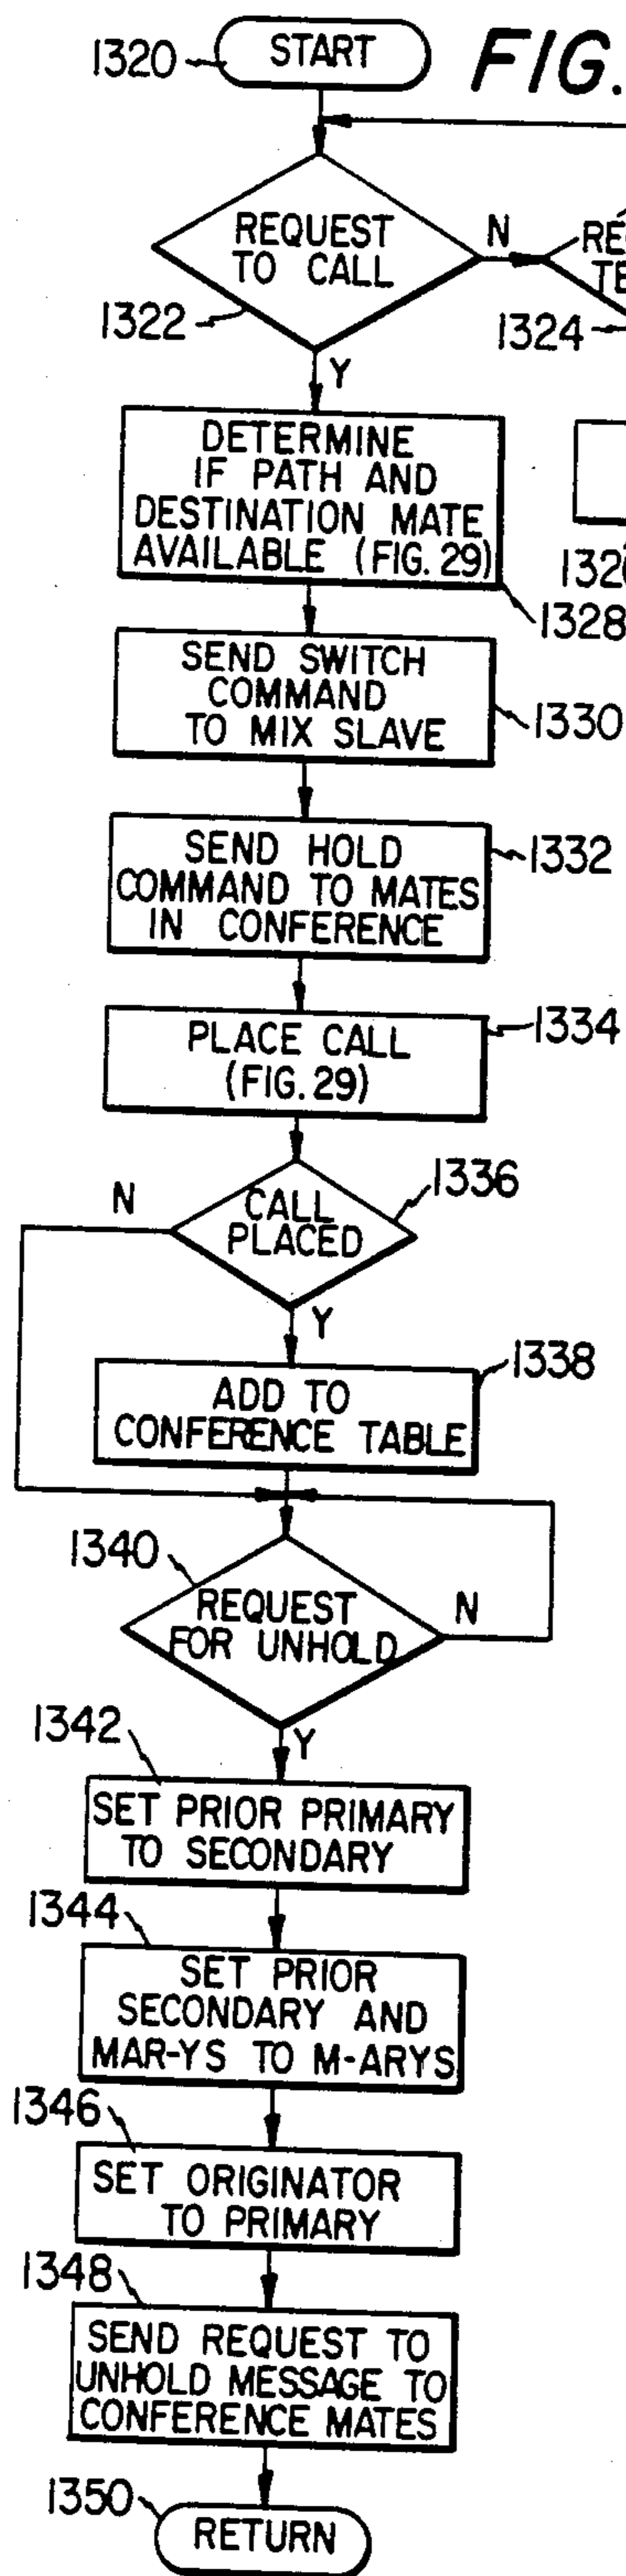 1320
START
FIG.
REQUEST
TO CALL
N
1322
1324
Y
DETERMINE
IF PATH AND
DESTINATION MATE
AVAILABLE (FIG. 29)
1328
SEND SWITCH
COMMAND
TO MIX SLAVE
1330
SEND HOLD
COMMAND TO MATES
IN CONFERENCE
1332
PLACE CALL
(FIG. 29)
1334
N
CALL
PLACED
1336
Y
ADD TO
CONFERENCE TABLE
1338
1340
REQUEST
FOR UNHOLD
N
1342
Y
SET PRIOR PRIMARY
TO SECONDARY
1344
SET PRIOR
SECONDARY AND
MAR-YS TO M-ARYS
1346
SET ORIGINATOR
TO PRIMARY
1348
SEND REQUEST TO
UNHOLD MESSAGE TO
CONFERENCE MATES
1350
RETURN